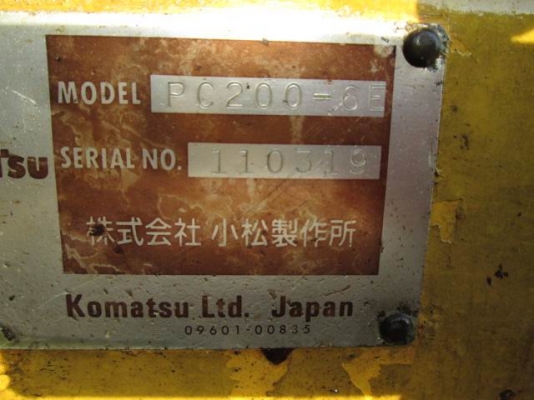 MODEL PC200-6E
SERIAL NO. 110319
Tsu
株式会社 小松製作所
Komatsu Ltd. Japan
09601-00835